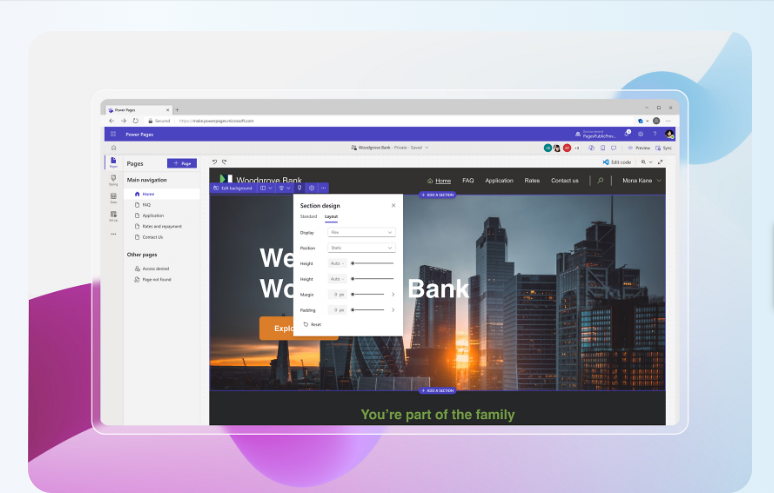 Power Pages
Secured https://make.powerpages.microsoft.com
Power Pages
Environment
PagesPublicPrev...
Woodgrove Bank - Private - Saved
+4
Preview
Sync
Pages
+ Page
Edit code
Pages
Styling
Data
Set up
Main navigation
Home
FAQ
Application
Rates and repayment
Contact Us
Other pages
Access denied
Page not found
Woodgrove Bank
Home FAQ Application Rates Contact us Mona Kane
Edit background
+ ADD A SECTION
Section design
Standard Layout
Display Flex
Position Static
Height Auto
Height Auto
Margin 0 px
Padding 0 px
Reset
We
Wo Bank
Explo
+ ADD A SECTION
You're part of the family